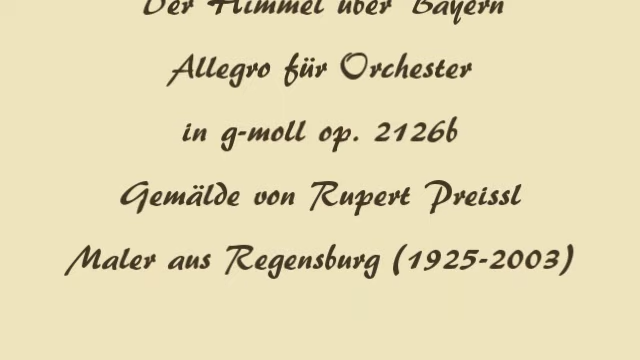 Der Himmel über Bayern
Allegro für Orchester
in g-moll op. 2126b
Gemälde von Rupert Preissl
Maler aus Regensburg (1925-2003)